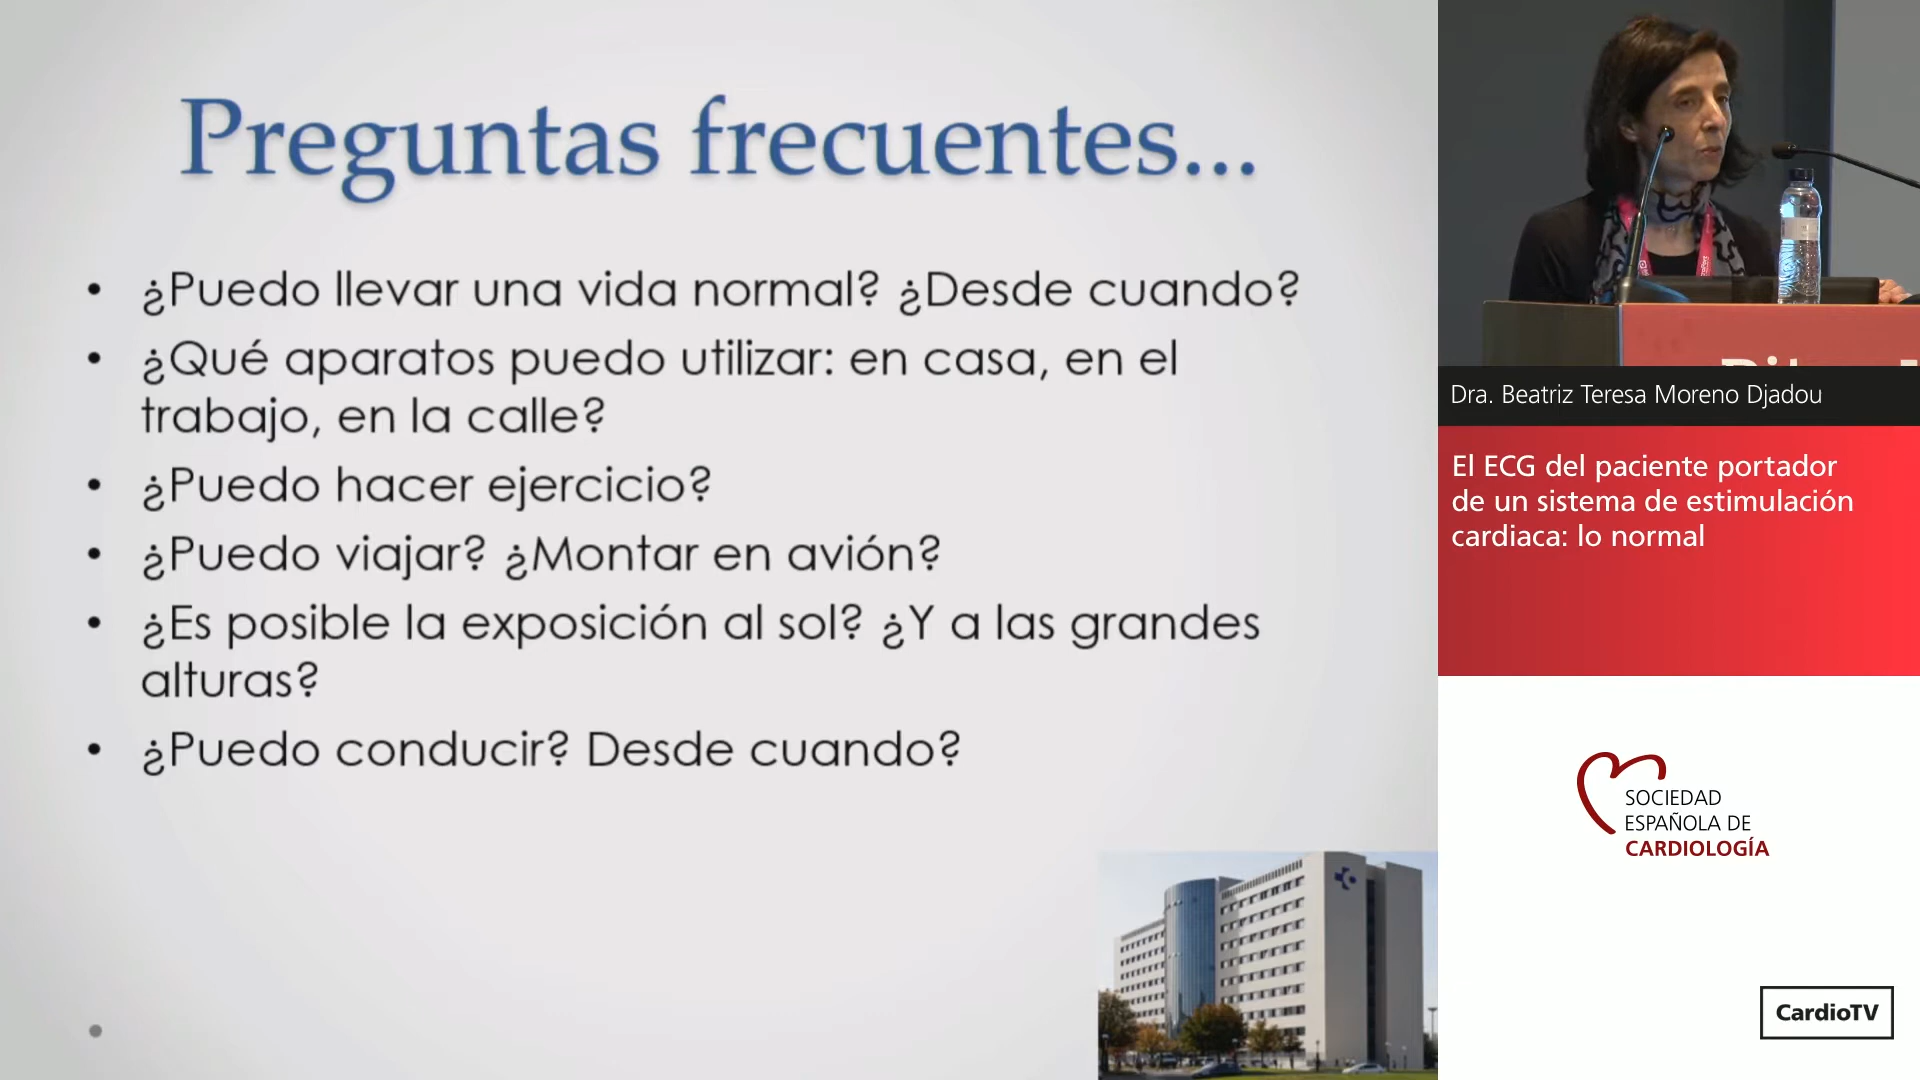 Preguntas frecuentes...
• ¿Puedo llevar una vida normal? ¿Desde cuando?
• ¿Qué aparatos puedo utilizar: en casa, en el
trabajo, en la calle?
• ¿Puedo hacer ejercicio?
• ¿Puedo viajar? ¿Montar en avión?
• ¿Es posible la exposición al sol? ¿Y a las grandes
alturas?
• ¿Puedo conducir? Desde cuando?
Dra. Beatriz Teresa Moreno Djadou
El ECG del paciente portador
de un sistema de estimulación
cardiaca: lo normal
SOCIEDAD
ESPAÑOLA DE
CARDIOLOGÍA
CardioTV